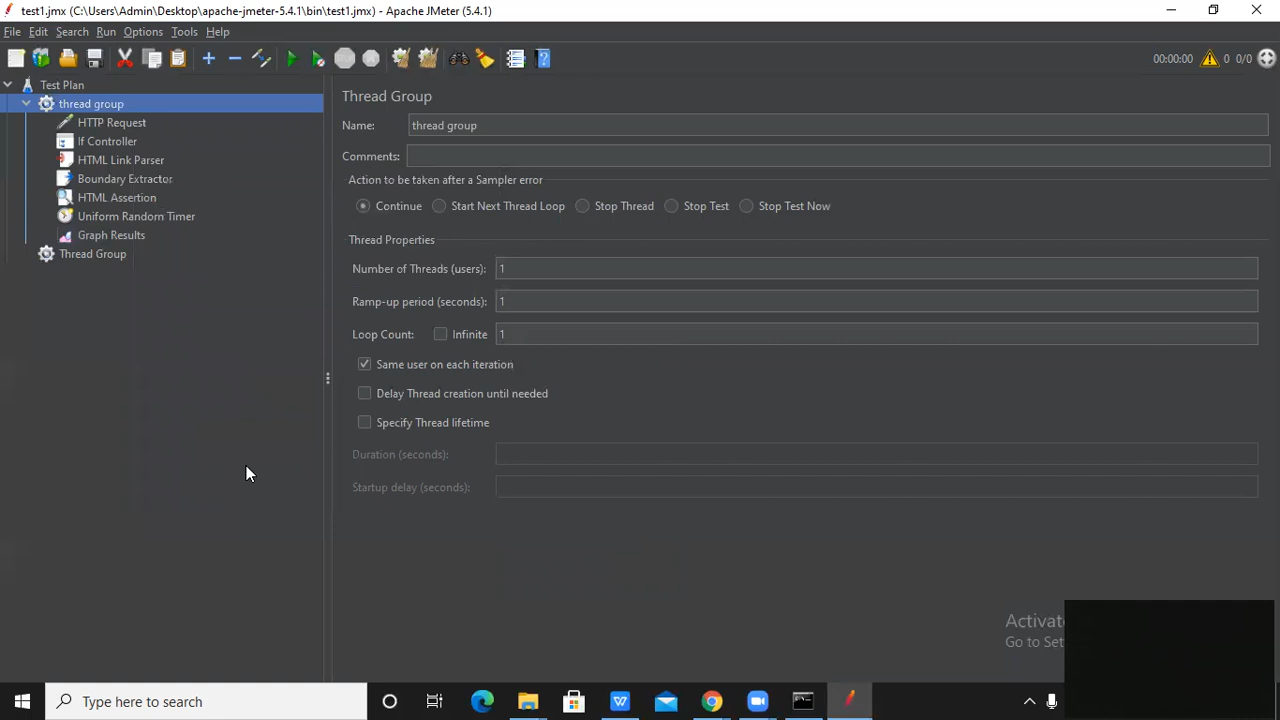 test1.jmx (C:\Users\Admin\Desktop\apache-jmeter-5.4.1\bin\test1.jmx) - Apache JMeter (5.4.1)
File Edit Search Run Options Tools Help
00:00:00 0 0/0
Test Plan
thread group
HTTP Request
If Controller
HTML Link Parser
Boundary Extractor
HTML Assertion
Uniform Random Timer
Graph Results
Thread Group
Thread Group
Name: thread group
Comments:
Action to be taken after a Sampler error
Continue Start Next Thread Loop Stop Thread Stop Test Stop Test Now
Thread Properties
Number of Threads (users): 1
Ramp-up period (seconds): 1
Loop Count: Infinite 1
Same user on each iteration
Delay Thread creation until needed
Specify Thread lifetime
Duration (seconds):
Startup delay (seconds):
Activate
Go to Set
Type here to search